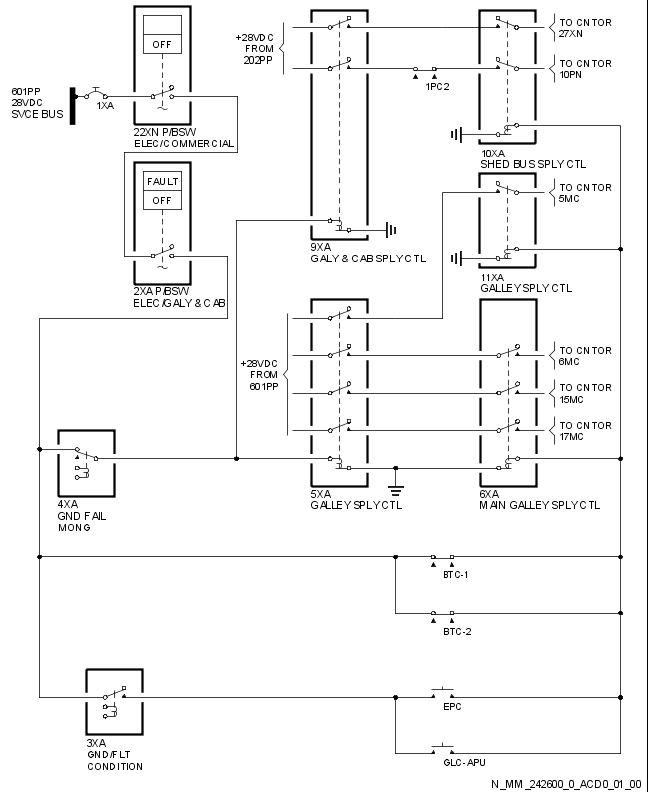 OFF
601PP
28VDC
SVCE BUS
1XA
22XN P/BSW
ELEC/COMMERCIAL
FAULT
OFF
2XA P/BSW
ELEC/GALY & CAB
+28VDC
FROM
202PP
1PC2
TO CNTOR
27XN
TO CNTOR
10PN
10XA
SHED BUS SPLY CTL
9XA
GALY & CAB SPLY CTL
TO CNTOR
5MC
11XA
GALLEY SPLY CTL
+28VDC
FROM
601PP
TO CNTOR
6MC
TO CNTOR
15MC
TO CNTOR
17MC
4XA
GND FAIL
MONG
5XA
GALLEY SPLY CTL
6XA
MAIN GALLEY SPLY CTL
BTC-1
BTC-2
EPC
GLC-APU
3XA
GND/FLT
CONDITION
N_MM_242600_0_ACD0_01_00